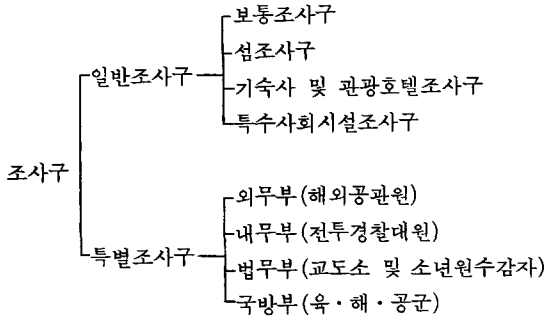 보통조사구
섬조사구
일반조사구
기숙사 및 관광호텔조사구
특수사회시설조사구
조사구
외무부(해외공관원)
내무부(전투경찰대원)
특별조사구
법무부(교도소 및 소년원수감자)
국방부(육·해·공군)